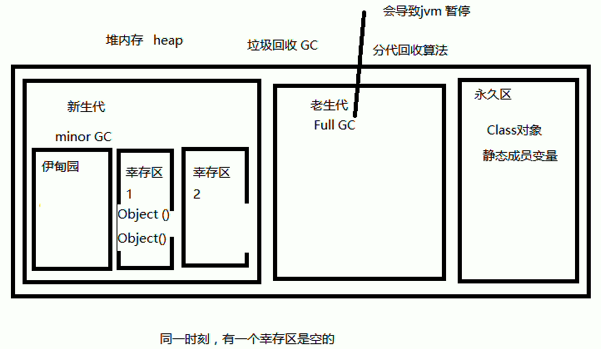 会导致jvm 暂停
堆内存 heap
垃圾回收 GC
分代回收算法
新生代
minor GC
伊甸园
幸存区
1
Object ()
Object()
幸存区
2
老生代
Full GC
永久区
Class对象
静态成员变量
同一时刻，有一个幸存区是空的